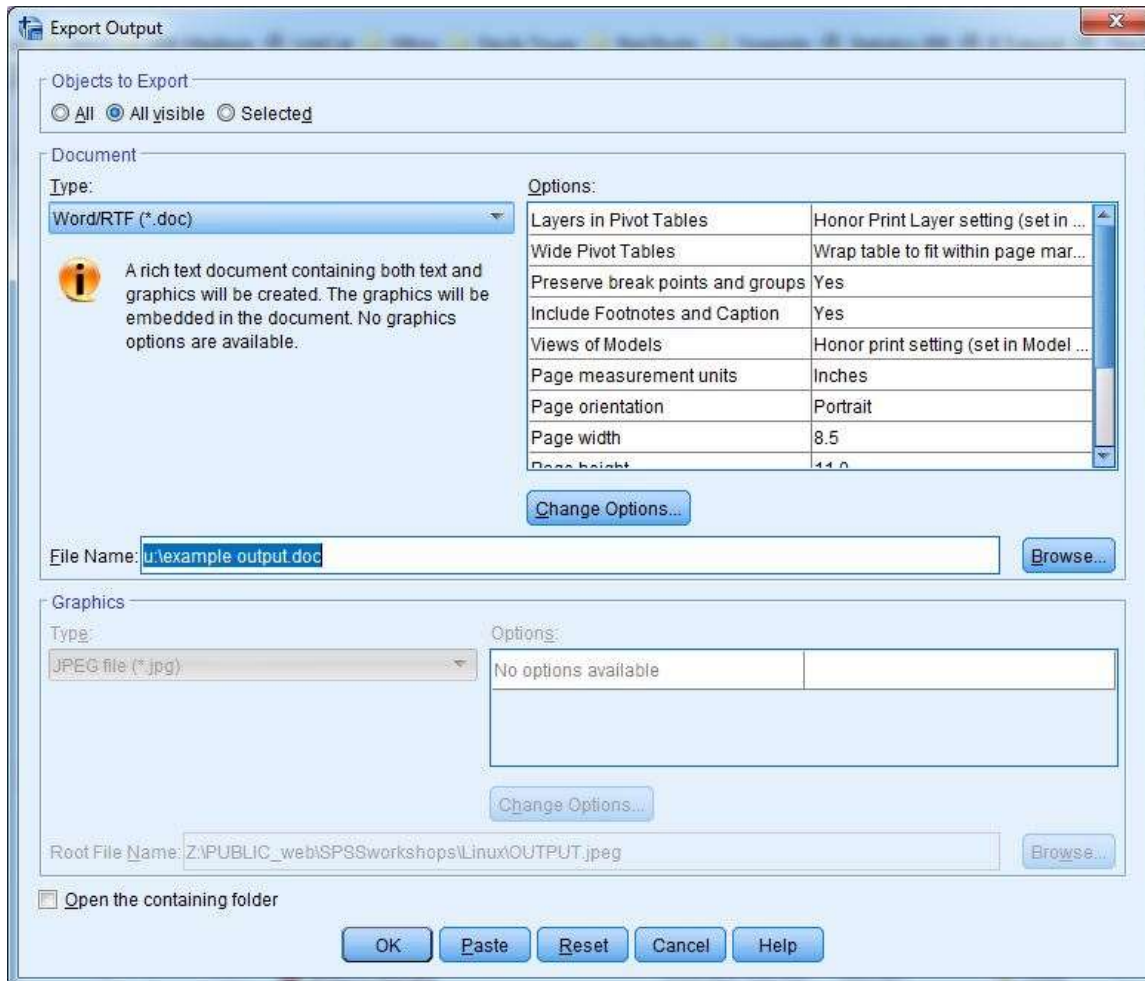 Export Output
Objects to Export
All All visible Selected
Document
Type:
Word/RTF (*.doc)
A rich text document containing both text and
graphics will be created. The graphics will be
embedded in the document. No graphics
options are available.
Options:
Layers in Pivot Tables Honor Print Layer setting (set in ...
Wide Pivot Tables Wrap table to fit within page mar...
Preserve break points and groups Yes
Include Footnotes and Caption Yes
Views of Models Honor print setting (set in Model ...
Page measurement units Inches
Page orientation Portrait
Page width 8.5
Page height 11.0
Change Options...
File Name: u:\example output.doc Browse...
Graphics
Type:
JPEG file (*.jpg)
Options:
No options available
Change Options...
Root File Name: Z:\PUBLIC_web\SPSSworkshops\Linux\OUTPUT.jpeg Browse...
Open the containing folder
OK Paste Reset Cancel Help